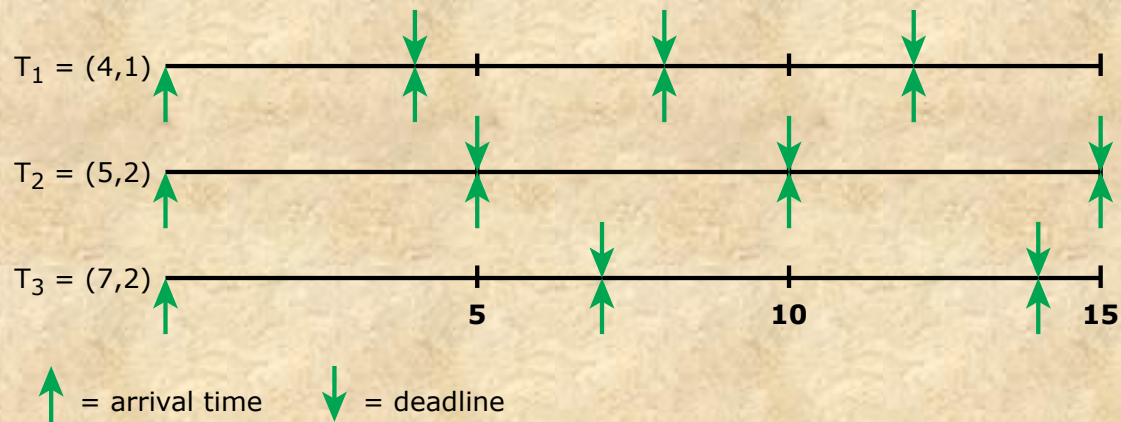 T₁ = (4,1)
T₂ = (5,2)
T₃ = (7,2)
5 10 15
= arrival time = deadline